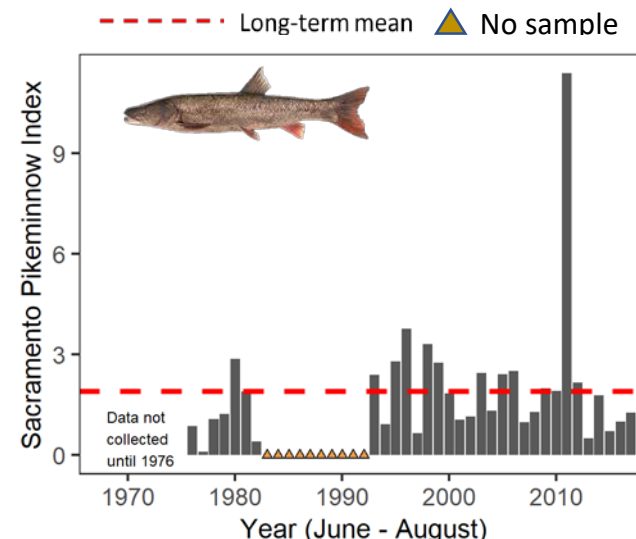 Long-term mean No sample
Sacramento Pikeminnow Index
9
6
3
0
Data not
collected
until 1976
1970 1980 1990 2000 2010
Year (June - August)